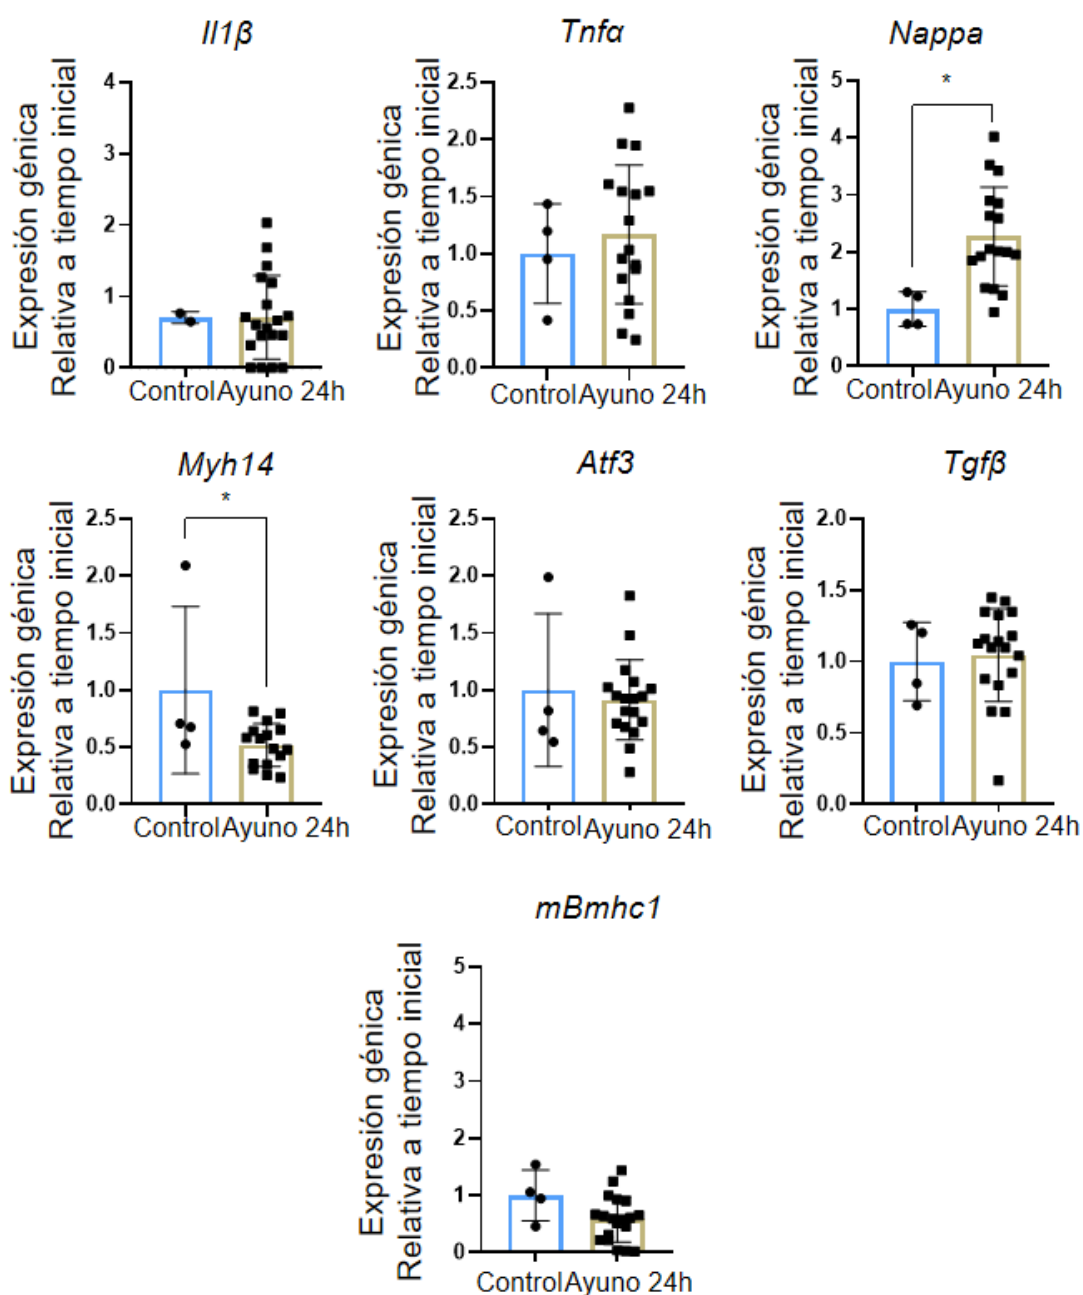 Il1β
Expresión génica
Relativa a tiempo inicial
4
3
2
1
0
Control Ayuno 24h
Tnfα
Expresión génica
Relativa a tiempo inicial
2.5
2.0
1.5
1.0
0.5
0.0
Control Ayuno 24h
Nappa
Expresión génica
Relativa a tiempo inicial
*
5
4
3
2
1
0
Control Ayuno 24h
Myh14
Expresión génica
Relativa a tiempo inicial
*
2.5
2.0
1.5
1.0
0.5
0.0
Control Ayuno 24h
Atf3
Expresión génica
Relativa a tiempo inicial
2.5
2.0
1.5
1.0
0.5
0.0
Control Ayuno 24h
Tgfβ
Expresión génica
Relativa a tiempo inicial
2.0
1.5
1.0
0.5
0.0
Control Ayuno 24h
mBmhc1
Expresión génica
Relativa a tiempo inicial
5
4
3
2
1
0
Control Ayuno 24h